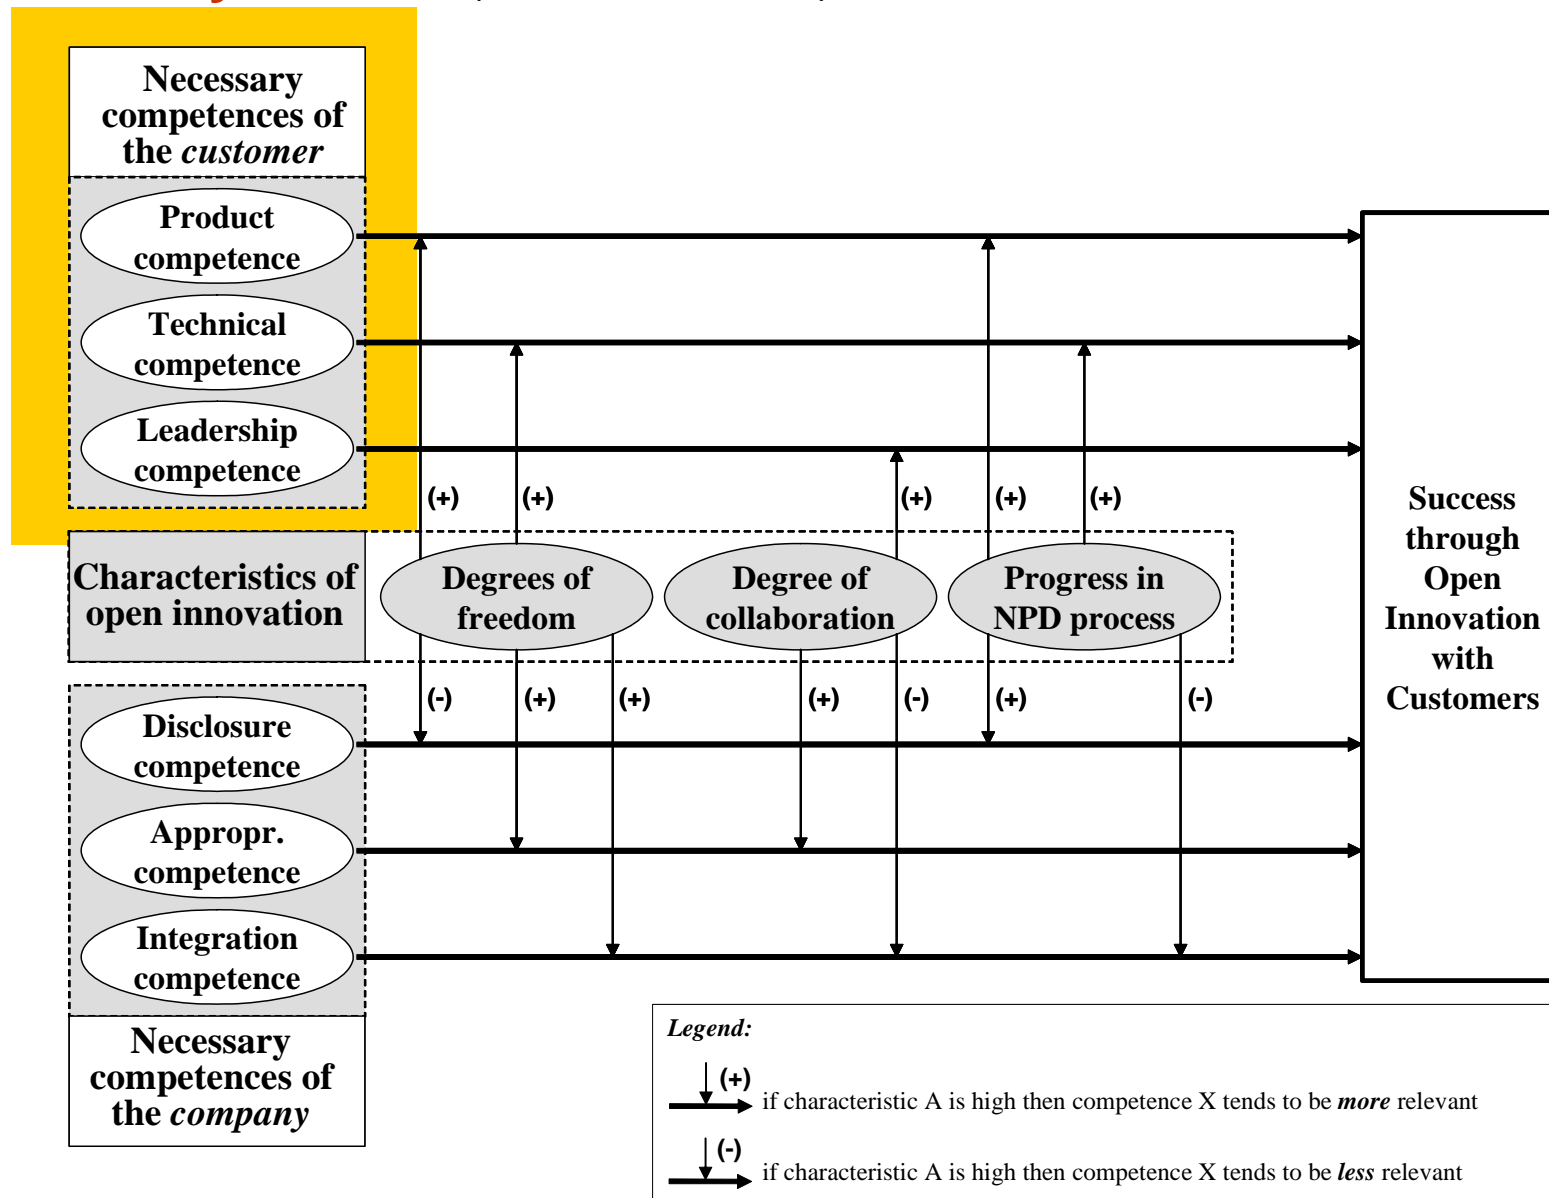 Necessary
competences of
the customer
Product
competence
Technical
competence
Leadership
competence
(+)
(+)
(+)
(+)
(+)
Characteristics of
open innovation
Degrees of
freedom
Degree of
collaboration
Progress in
NPD process
(-)
(+)
(+)
(+)
(-)
(+)
(-)
Disclosure
competence
Appropr.
competence
Integration
competence
Necessary
competences of
the company
Success
through
Open
Innovation
with
Customers
Legend:
(+)
if characteristic A is high then competence X tends to be more relevant
(-)
if characteristic A is high then competence X tends to be less relevant